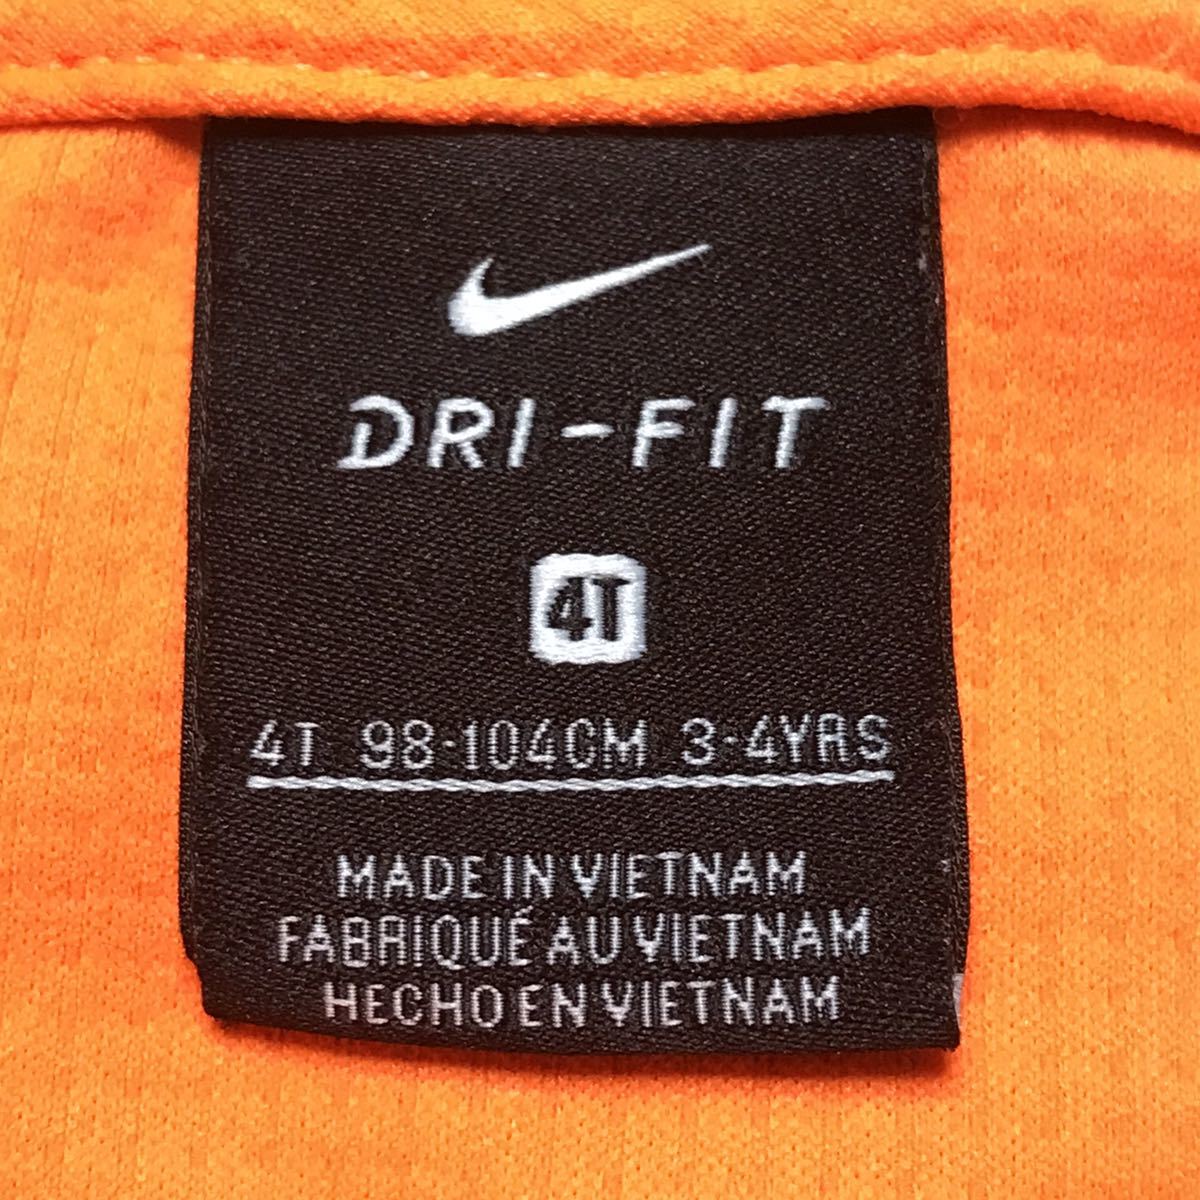 DRI-FIT
4T
4T 98-104CM 3-4YRS
MADE IN VIETNAM
FABRIQUÉ AU VIETNAM
HECHO EN VIETNAM